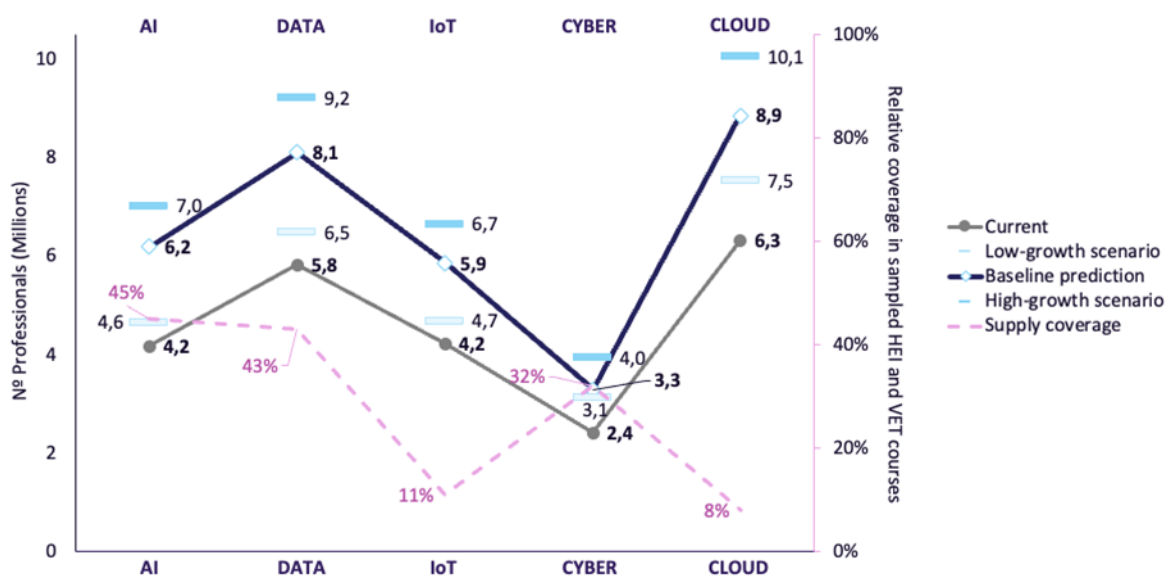 AI DATA IoT CYBER CLOUD
100%
10 10,1
9,2
8,9
8,1 80%
8
7,5
7,0
6,7
6,5
6,2 6,3 60%
6 5,9
5,8
45%
4,6 4,7
4,2 4,2
43% 40%
4 4,0
32% 3,3
3,1
2,4
2 20%
11%
8%
0 0%
AI DATA IoT CYBER CLOUD
Nº Professionals (Millions)
Relative coverage in sampled HEI and VET courses
Current
Low-growth scenario
Baseline prediction
High-growth scenario
Supply coverage